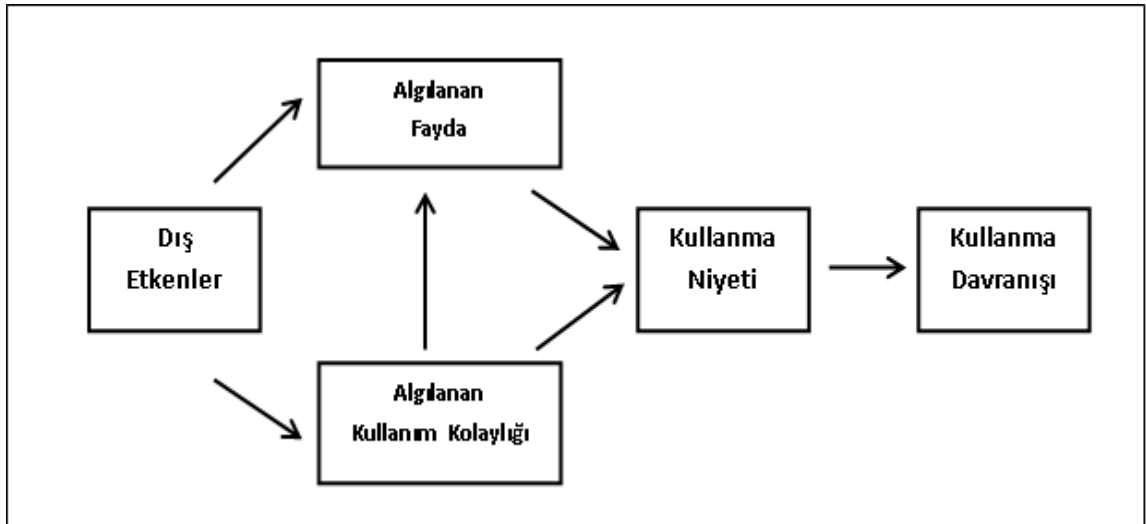 Algılanan
Fayda
Dış
Etkenler
Kullanma
Niyeti
Kullanma
Davranışı
Algılanan
Kullanım Kolaylığı